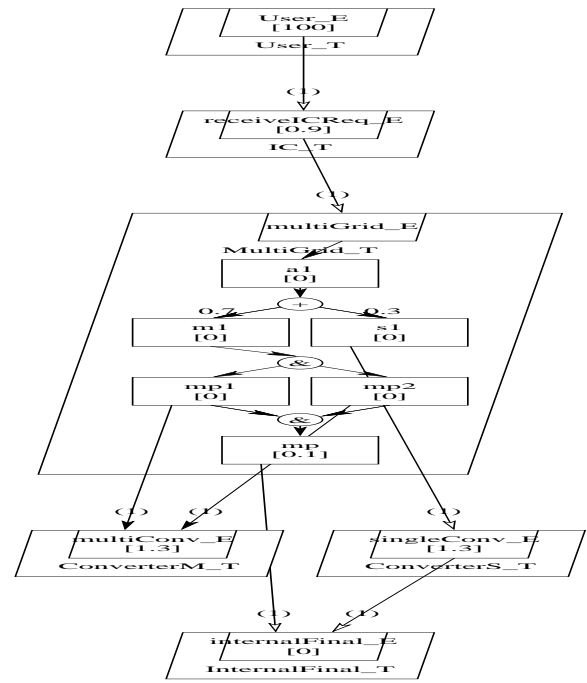 User_E
[100]
User_T
(1)
receiveICReq_E
[0.9]
IC_T
(1)
multiGrid_E
MultiGrid_T
a1
[0]
+
0.7 0.3
m1 s1
[0] [0]
&
mp1 mp2
[0] [0]
&
mp
[0.1]
(1) (1) (1)
multiConv_E singleConv_E
[1.3] [1.3]
ConverterM_T ConverterS_T
(1) (1)
internalFinal_E
[0]
InternalFinal_T